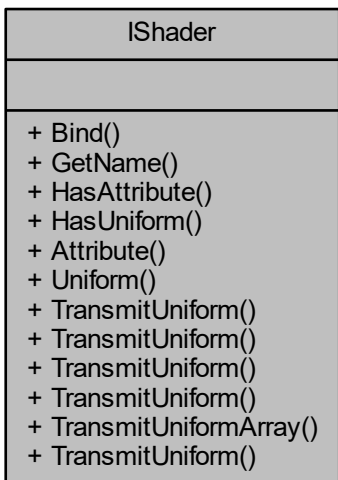 IShader
+ Bind()
+ GetName()
+ HasAttribute()
+ HasUniform()
+ Attribute()
+ Uniform()
+ TransmitUniform()
+ TransmitUniform()
+ TransmitUniform()
+ TransmitUniform()
+ TransmitUniformArray()
+ TransmitUniform()